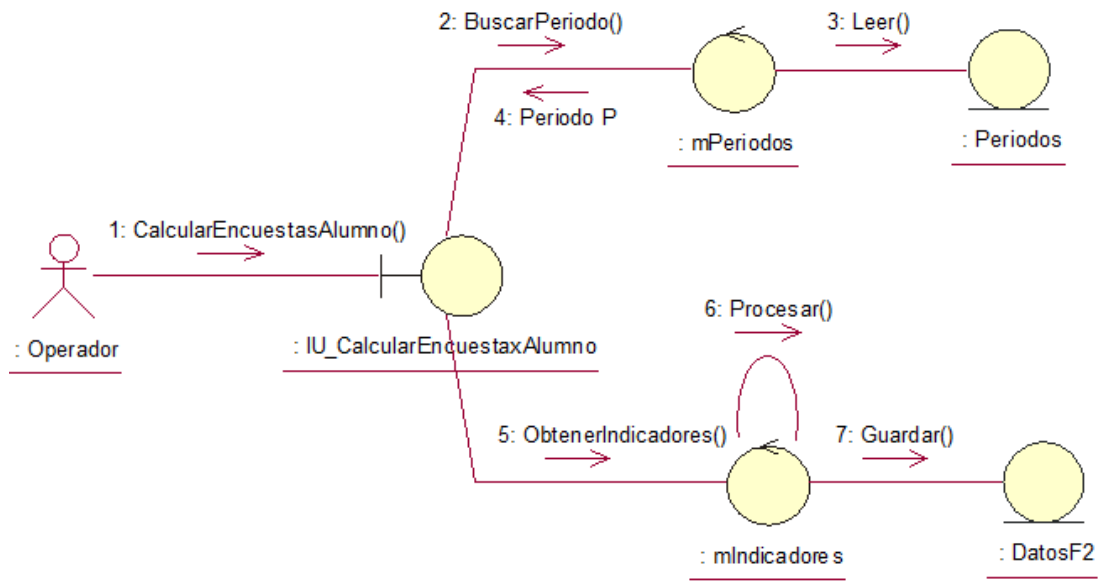 2: BuscarPeriodo()
3: Leer()
4: Periodo P
: mPeriodos
: Periodos
1: CalcularEncuestasAlumno()
: Operador
: IU_CalcularEncuestaxAlumno
6: Procesar()
5: ObtenerIndicadores()
7: Guardar()
: mIndicadores
: DatosF2